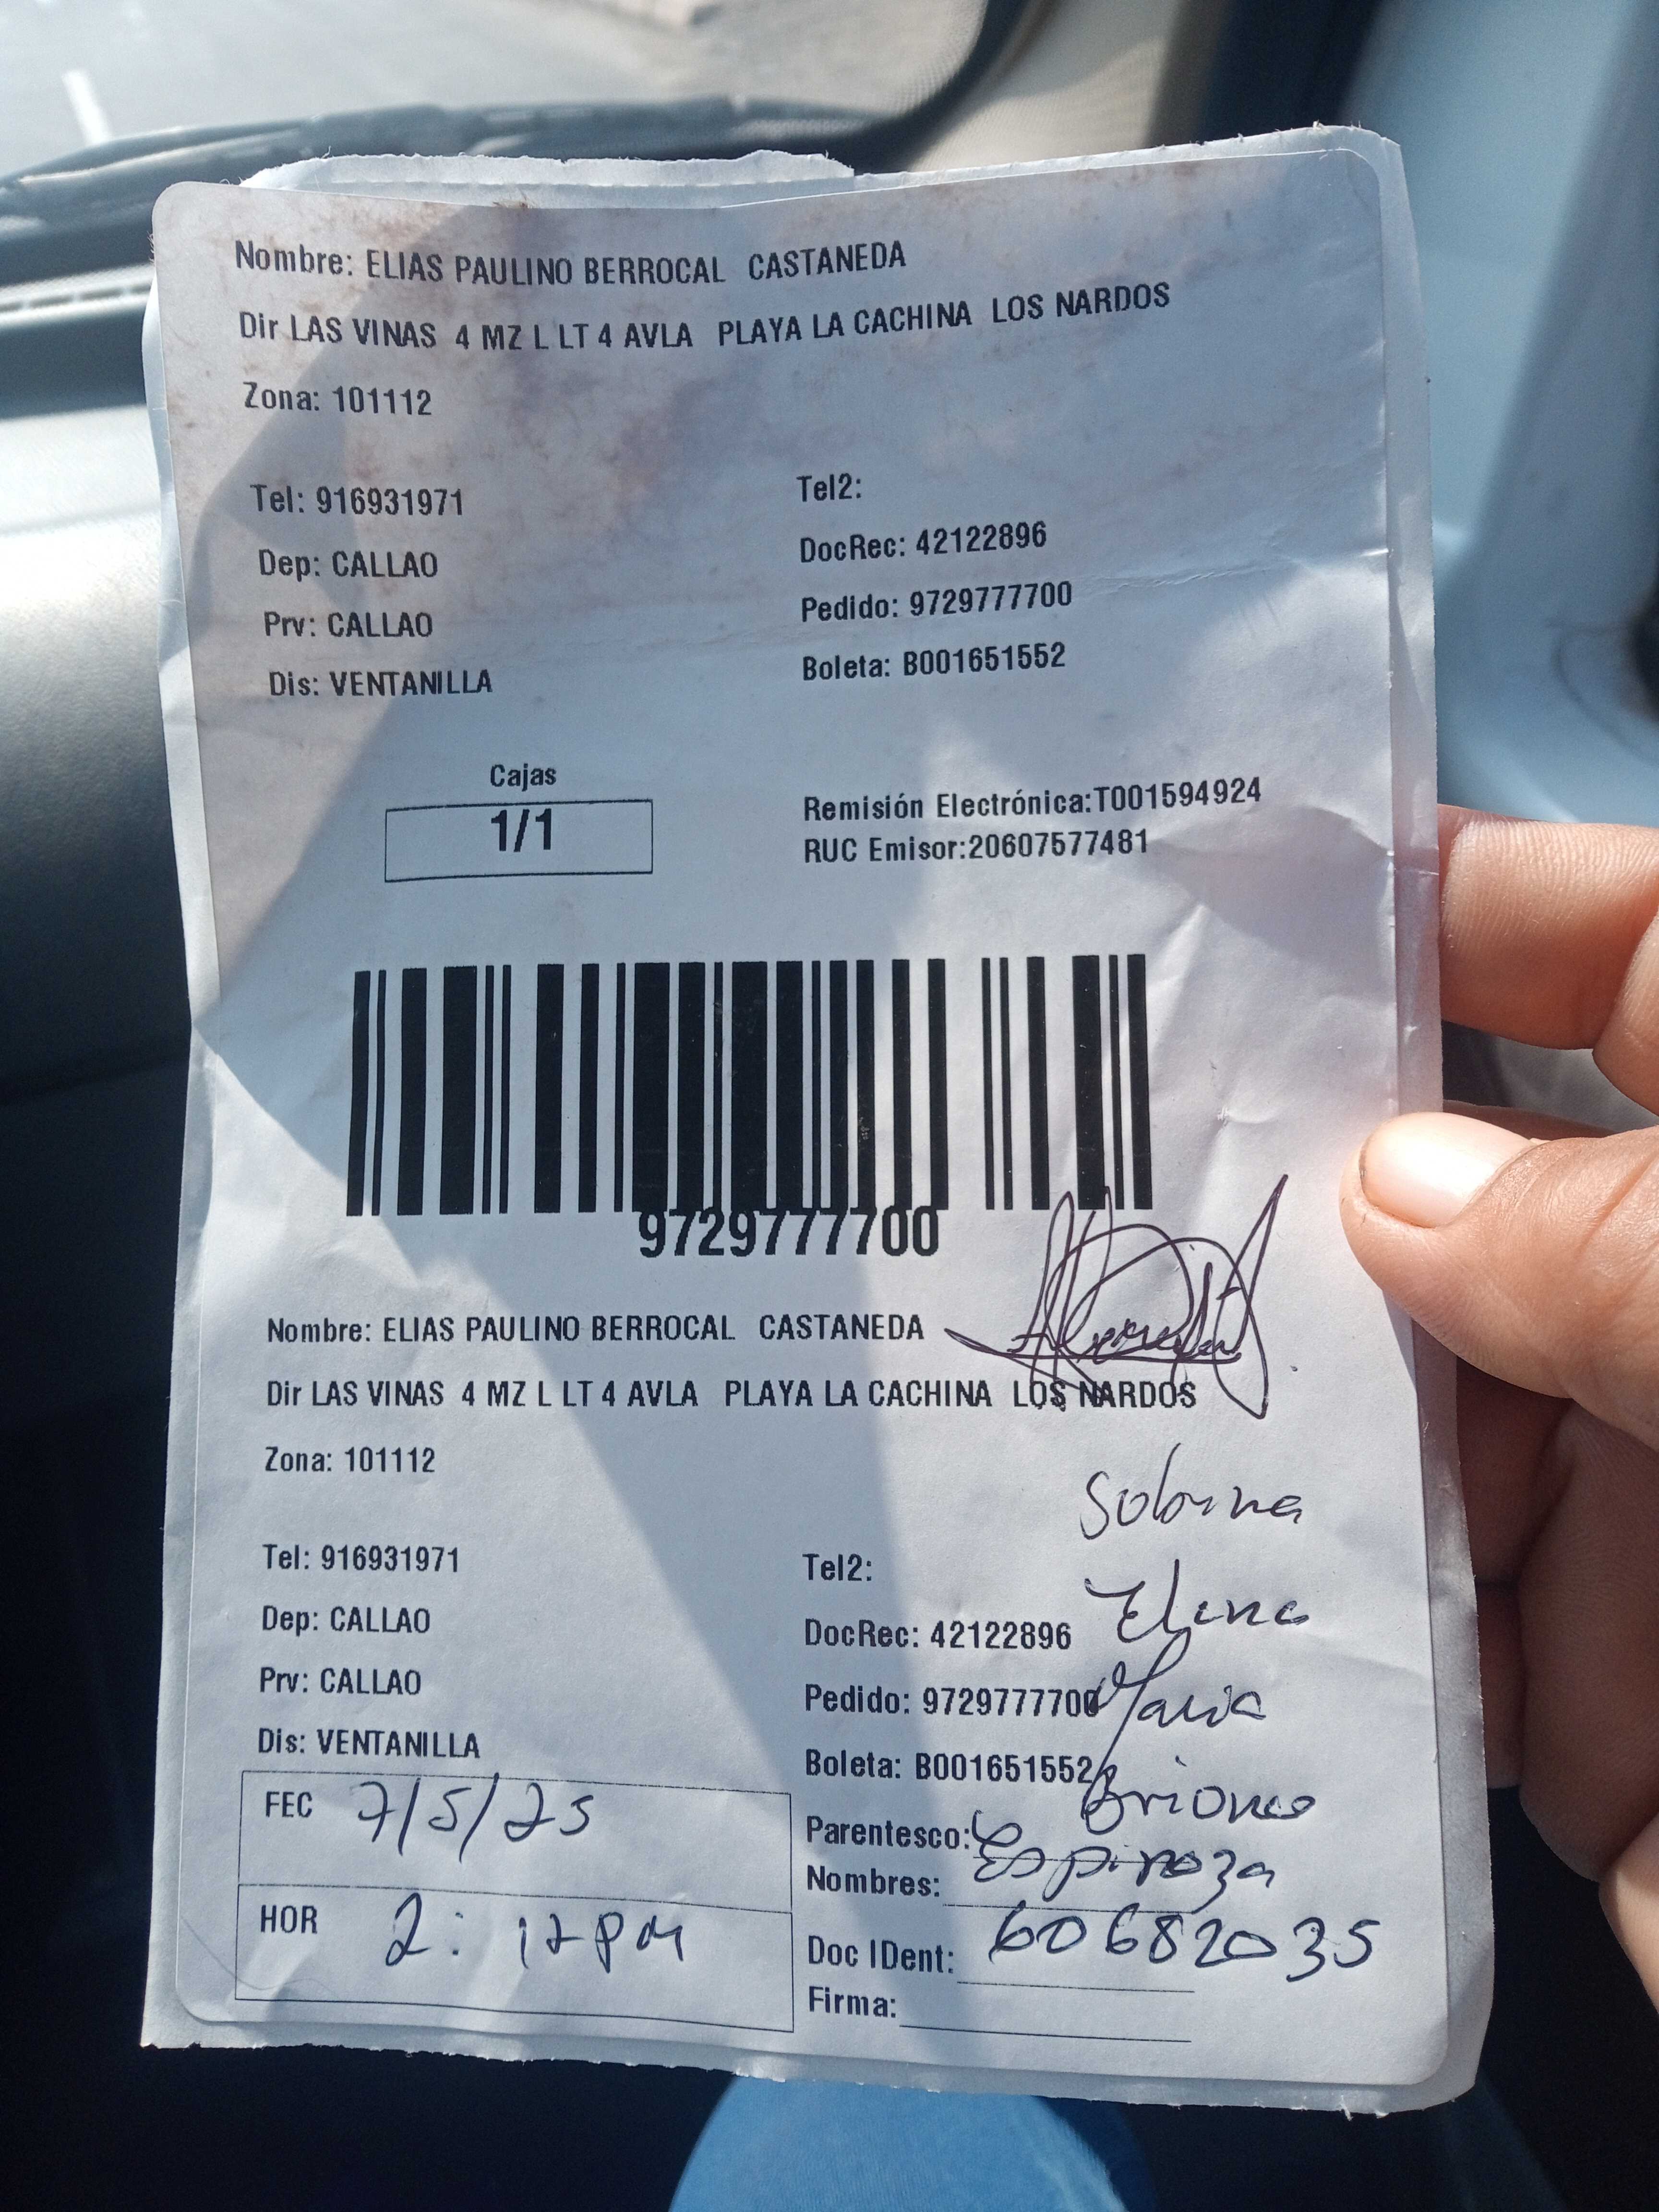 Nombre: ELIAS PAULINO BERROCAL CASTANEDA
Dir LAS VINAS 4 MZ L LT 4 AVLA PLAYA LA CACHINA LOS NARDOS
Zona: 101112
Tel: 916931971
Tel2:
Dep: CALLAO
DocRec: 42122896
Prv: CALLAO
Pedido: 9729777700
Dis: VENTANILLA
Boleta: B001651552
Cajas
1/1
Remisión Electrónica:T001594924
RUC Emisor:20607577481
9729777700
Nombre: ELIAS PAULINO BERROCAL CASTANEDA
Dir LAS VINAS 4 MZ L LT 4 AVLA PLAYA LA CACHINA LOS NARDOS
Zona: 101112
Sobrina
Tel: 916931971
Tel2:
Elena
Dep: CALLAO
DocRec: 42122896
Prv: CALLAO
Pedido: 9729777700
Maria
Dis: VENTANILLA
Boleta: B001651552
Briones
FEC 7/5/25
Parentesco:
Nombres: Espinoza
HOR 2:12PM
Doc IDent: 60682035
Firma: